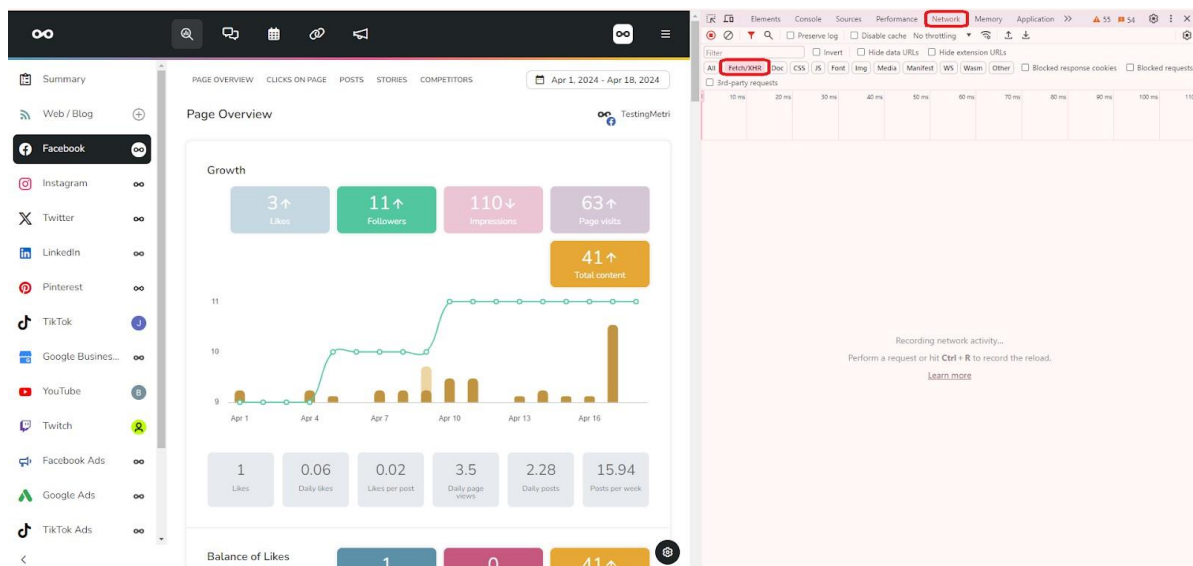 Summary
Web / Blog
Facebook
Instagram
Twitter
LinkedIn
Pinterest
TikTok
Google Busines...
YouTube
Twitch
Facebook Ads
Google Ads
TikTok Ads
J
B
PAGE OVERVIEW CLICKS ON PAGE POSTS STORIES COMPETITORS
Apr 1, 2024 - Apr 18, 2024
Page Overview
TestingMetri
Growth
3
Likes
11
Followers
110
Impressions
63
Page visits
41
Total content
11
10
9
Apr 1 Apr 4 Apr 7 Apr 10 Apr 13 Apr 16
1
Likes
0.06
Daily likes
0.02
Likes per post
3.5
Daily page
views
2.28
Daily posts
15.94
Posts per week
Balance of Likes
1
0
41
Elements Console Sources Performance Network Memory Application 55 54
Preserve log Disable cache No throttling
Filter Invert Hide data URLs Hide extension URLs
All Fetch/XHR Doc CSS JS Font Img Media Manifest WS Wasm Other Blocked response cookies Blocked requests
3rd-party requests
10 ms 20 ms 30 ms 40 ms 50 ms 60 ms 70 ms 80 ms 90 ms 100 ms 110
Recording network activity...
Perform a request or hit Ctrl + R to record the reload.
Learn more